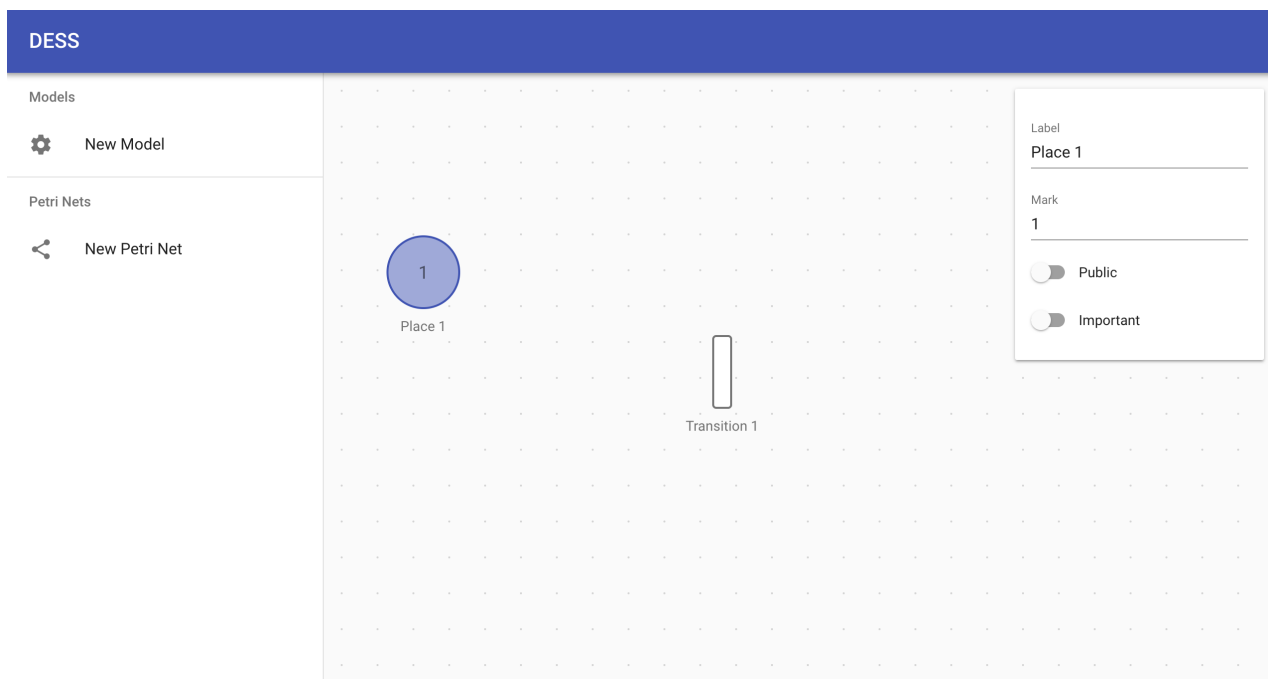 DESS
Models
New Model
Petri Nets
New Petri Net
1
Place 1
Transition 1
Label
Place 1
Mark
1
Public
Important